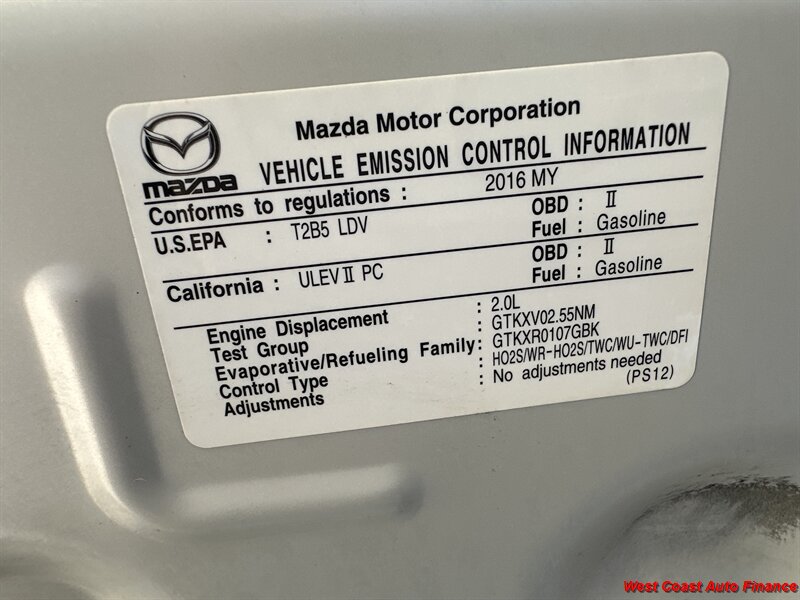 Mazda Motor Corporation
mazda
VEHICLE EMISSION CONTROL INFORMATION
Conforms to regulations : 2016 MY
U.S.EPA : T2B5 LDV OBD : II
Fuel : Gasoline
California : ULEV II PC OBD : II
Fuel : Gasoline
Engine Displacement : 2.0L
Test Group : GTKXV02.55NM
Evaporative/Refueling Family : GTKXR0107GBK
Control Type : HO2S/WR-HO2S/TWC/WU-TWC/DFI
Adjustments : No adjustments needed
(PS12)
West Coast Auto Finance